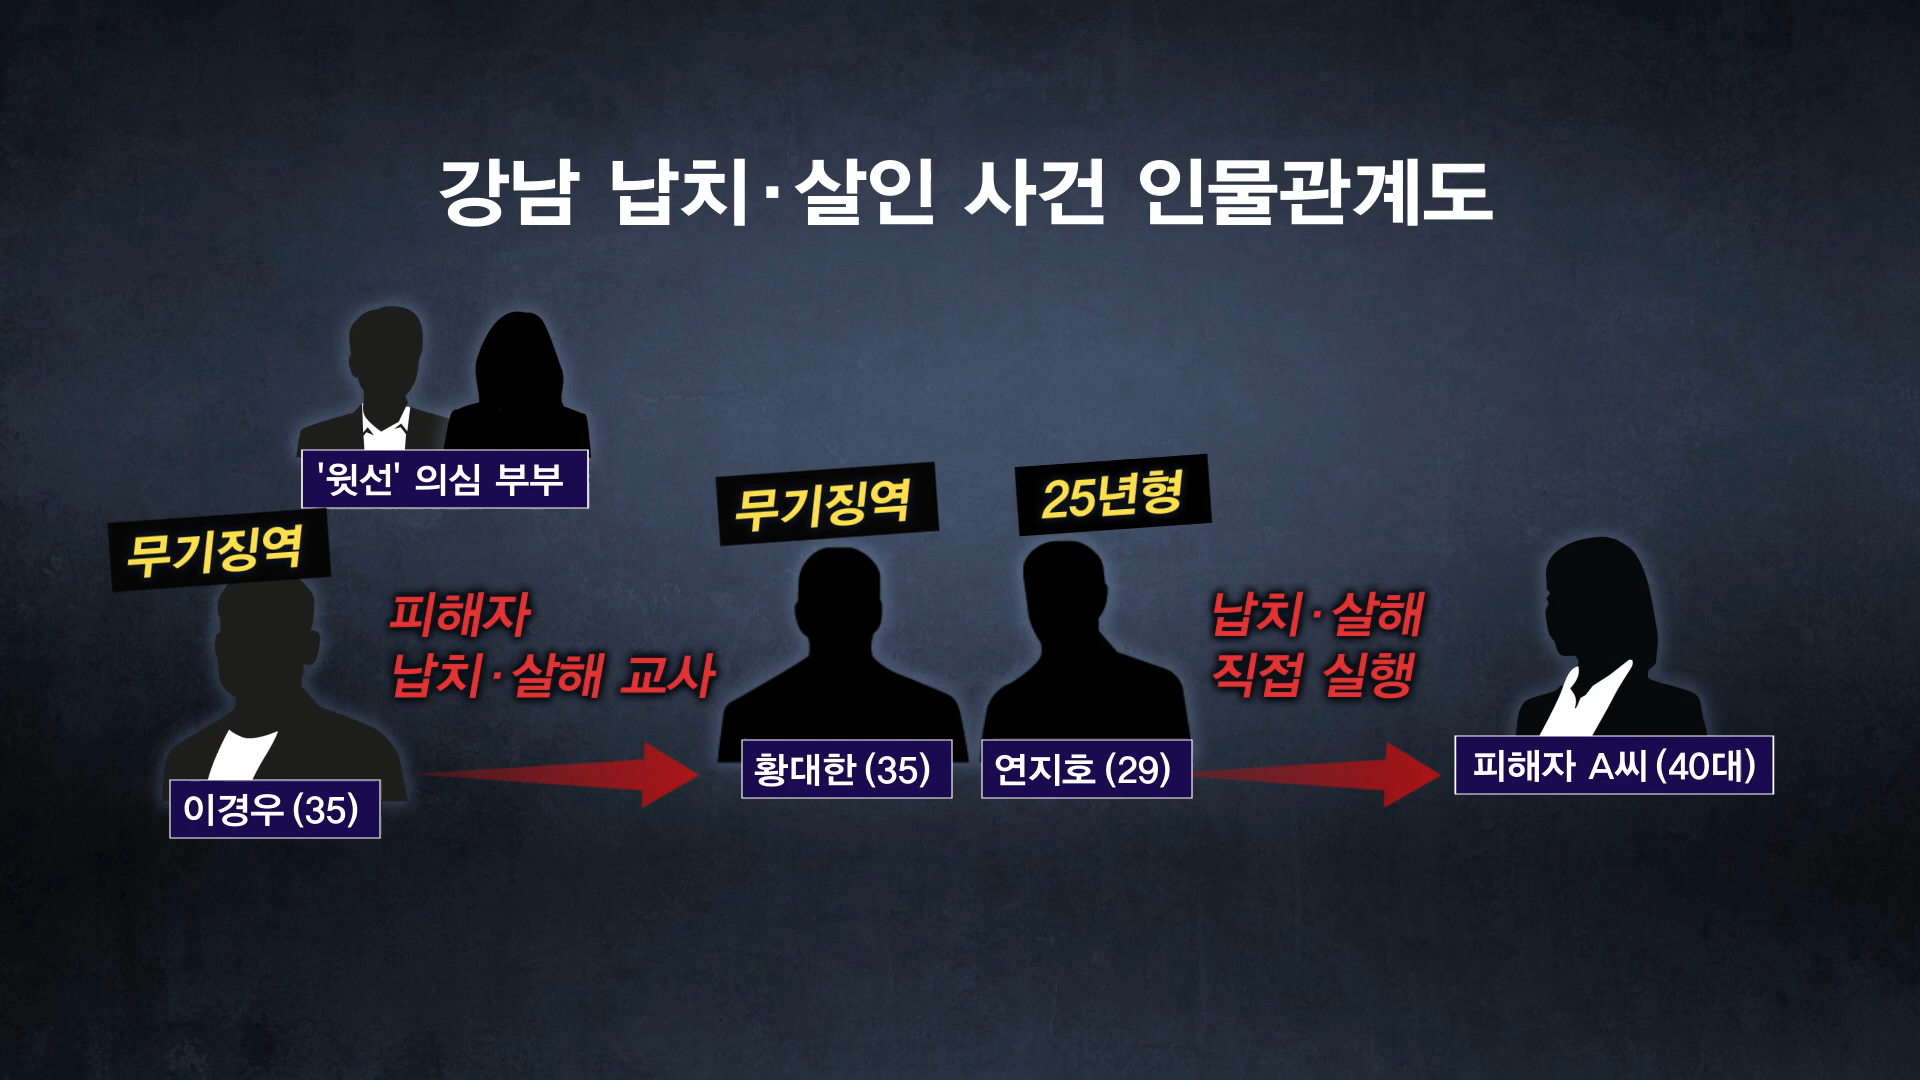 강남 납치·살인 사건 인물관계도
'윗선' 의심 부부
무기징역
이경우(35)
피해자
납치·살해 교사
무기징역
황대한(35)
25년형
연지호(29)
납치·살해
직접 실행
피해자 A씨(40대)